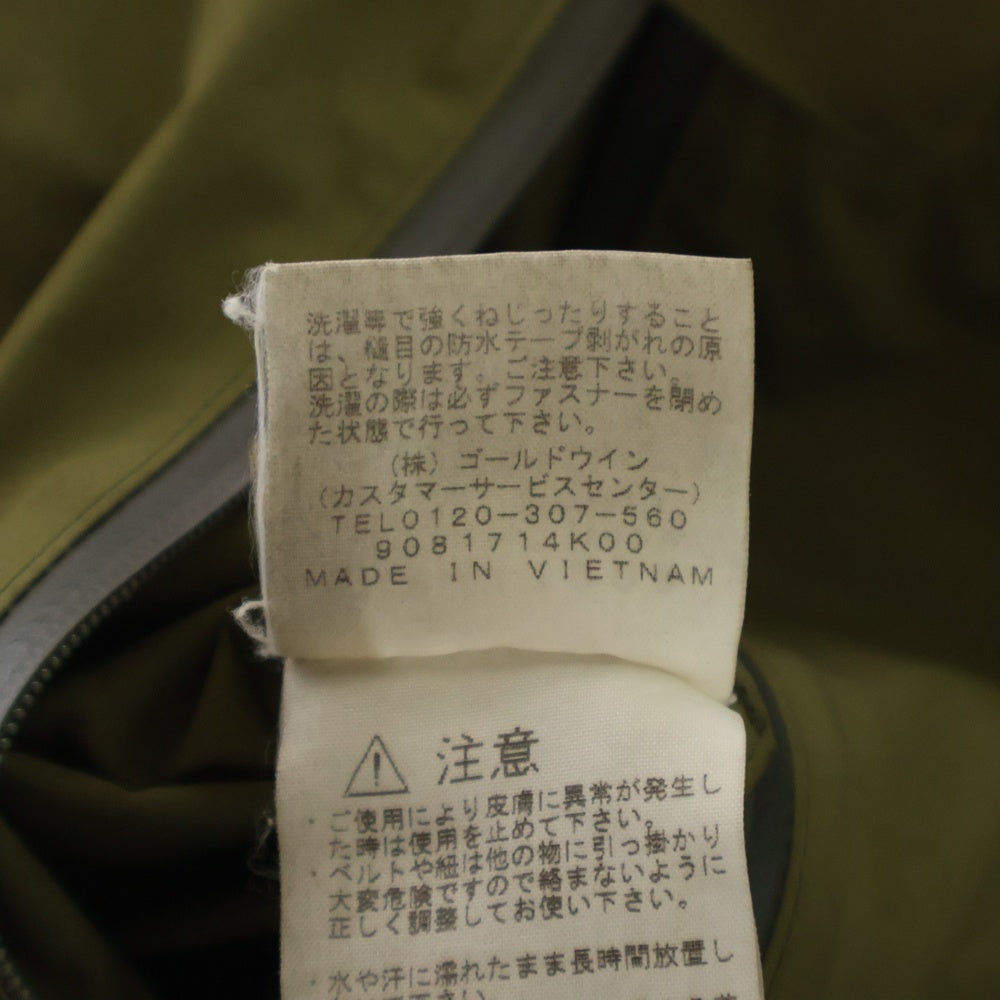 洗濯等で強くねじったりすること
は、縫目の防水テープ剥がれの原
因となります。ご注意下さい。
洗濯の際は必ずファスナーを閉め
た状態で行って下さい。
(株) ゴールドウイン
(カスタマーサービスセンター)
TEL0120-307-560
9081714K00
MADE IN VIETNAM
注意
・ご使用により皮膚に異常が発生し
た時は使用を止めて下さい。
・ベルトや紐は他の物に引っ掛かり
大変危険ですので絡まないように
正しく調整してお使い下さい。
・水や汗に濡れたまま長時間放置し
下さい。